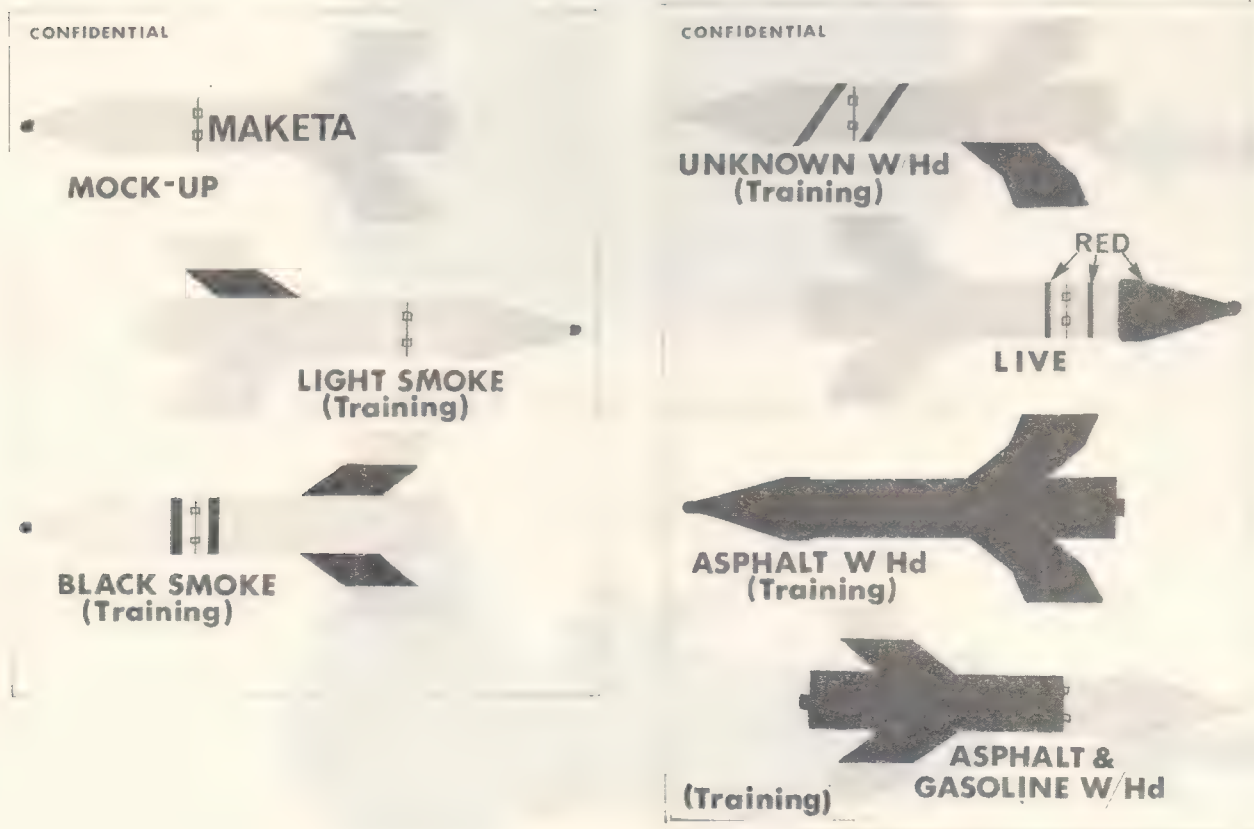 CONFIDENTIAL
MAKETA
MOCK-UP
LIGHT SMOKE
(Training)
BLACK SMOKE
(Training)
CONFIDENTIAL
UNKNOWN W/Hd
(Training)
RED
LIVE
ASPHALT W Hd
(Training)
ASPHALT &
GASOLINE W/Hd
(Training)